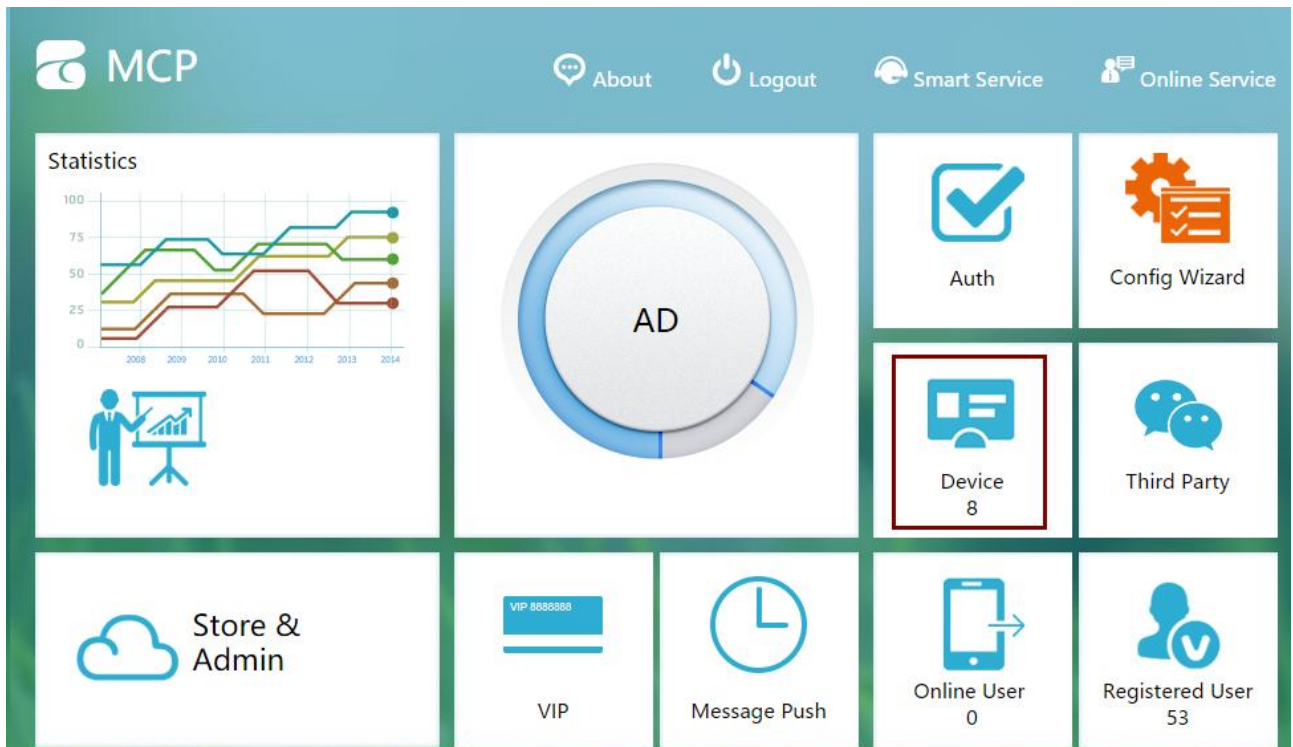 MCP
About
Logout
Smart Service
Online Service
Statistics
100
75
50
25
0
2008 2009 2010 2011 2012 2013 2014
AD
Auth
Config Wizard
Device
8
Third Party
Store &
Admin
VIP 8888888
VIP
Message Push
Online User
0
V
Registered User
53